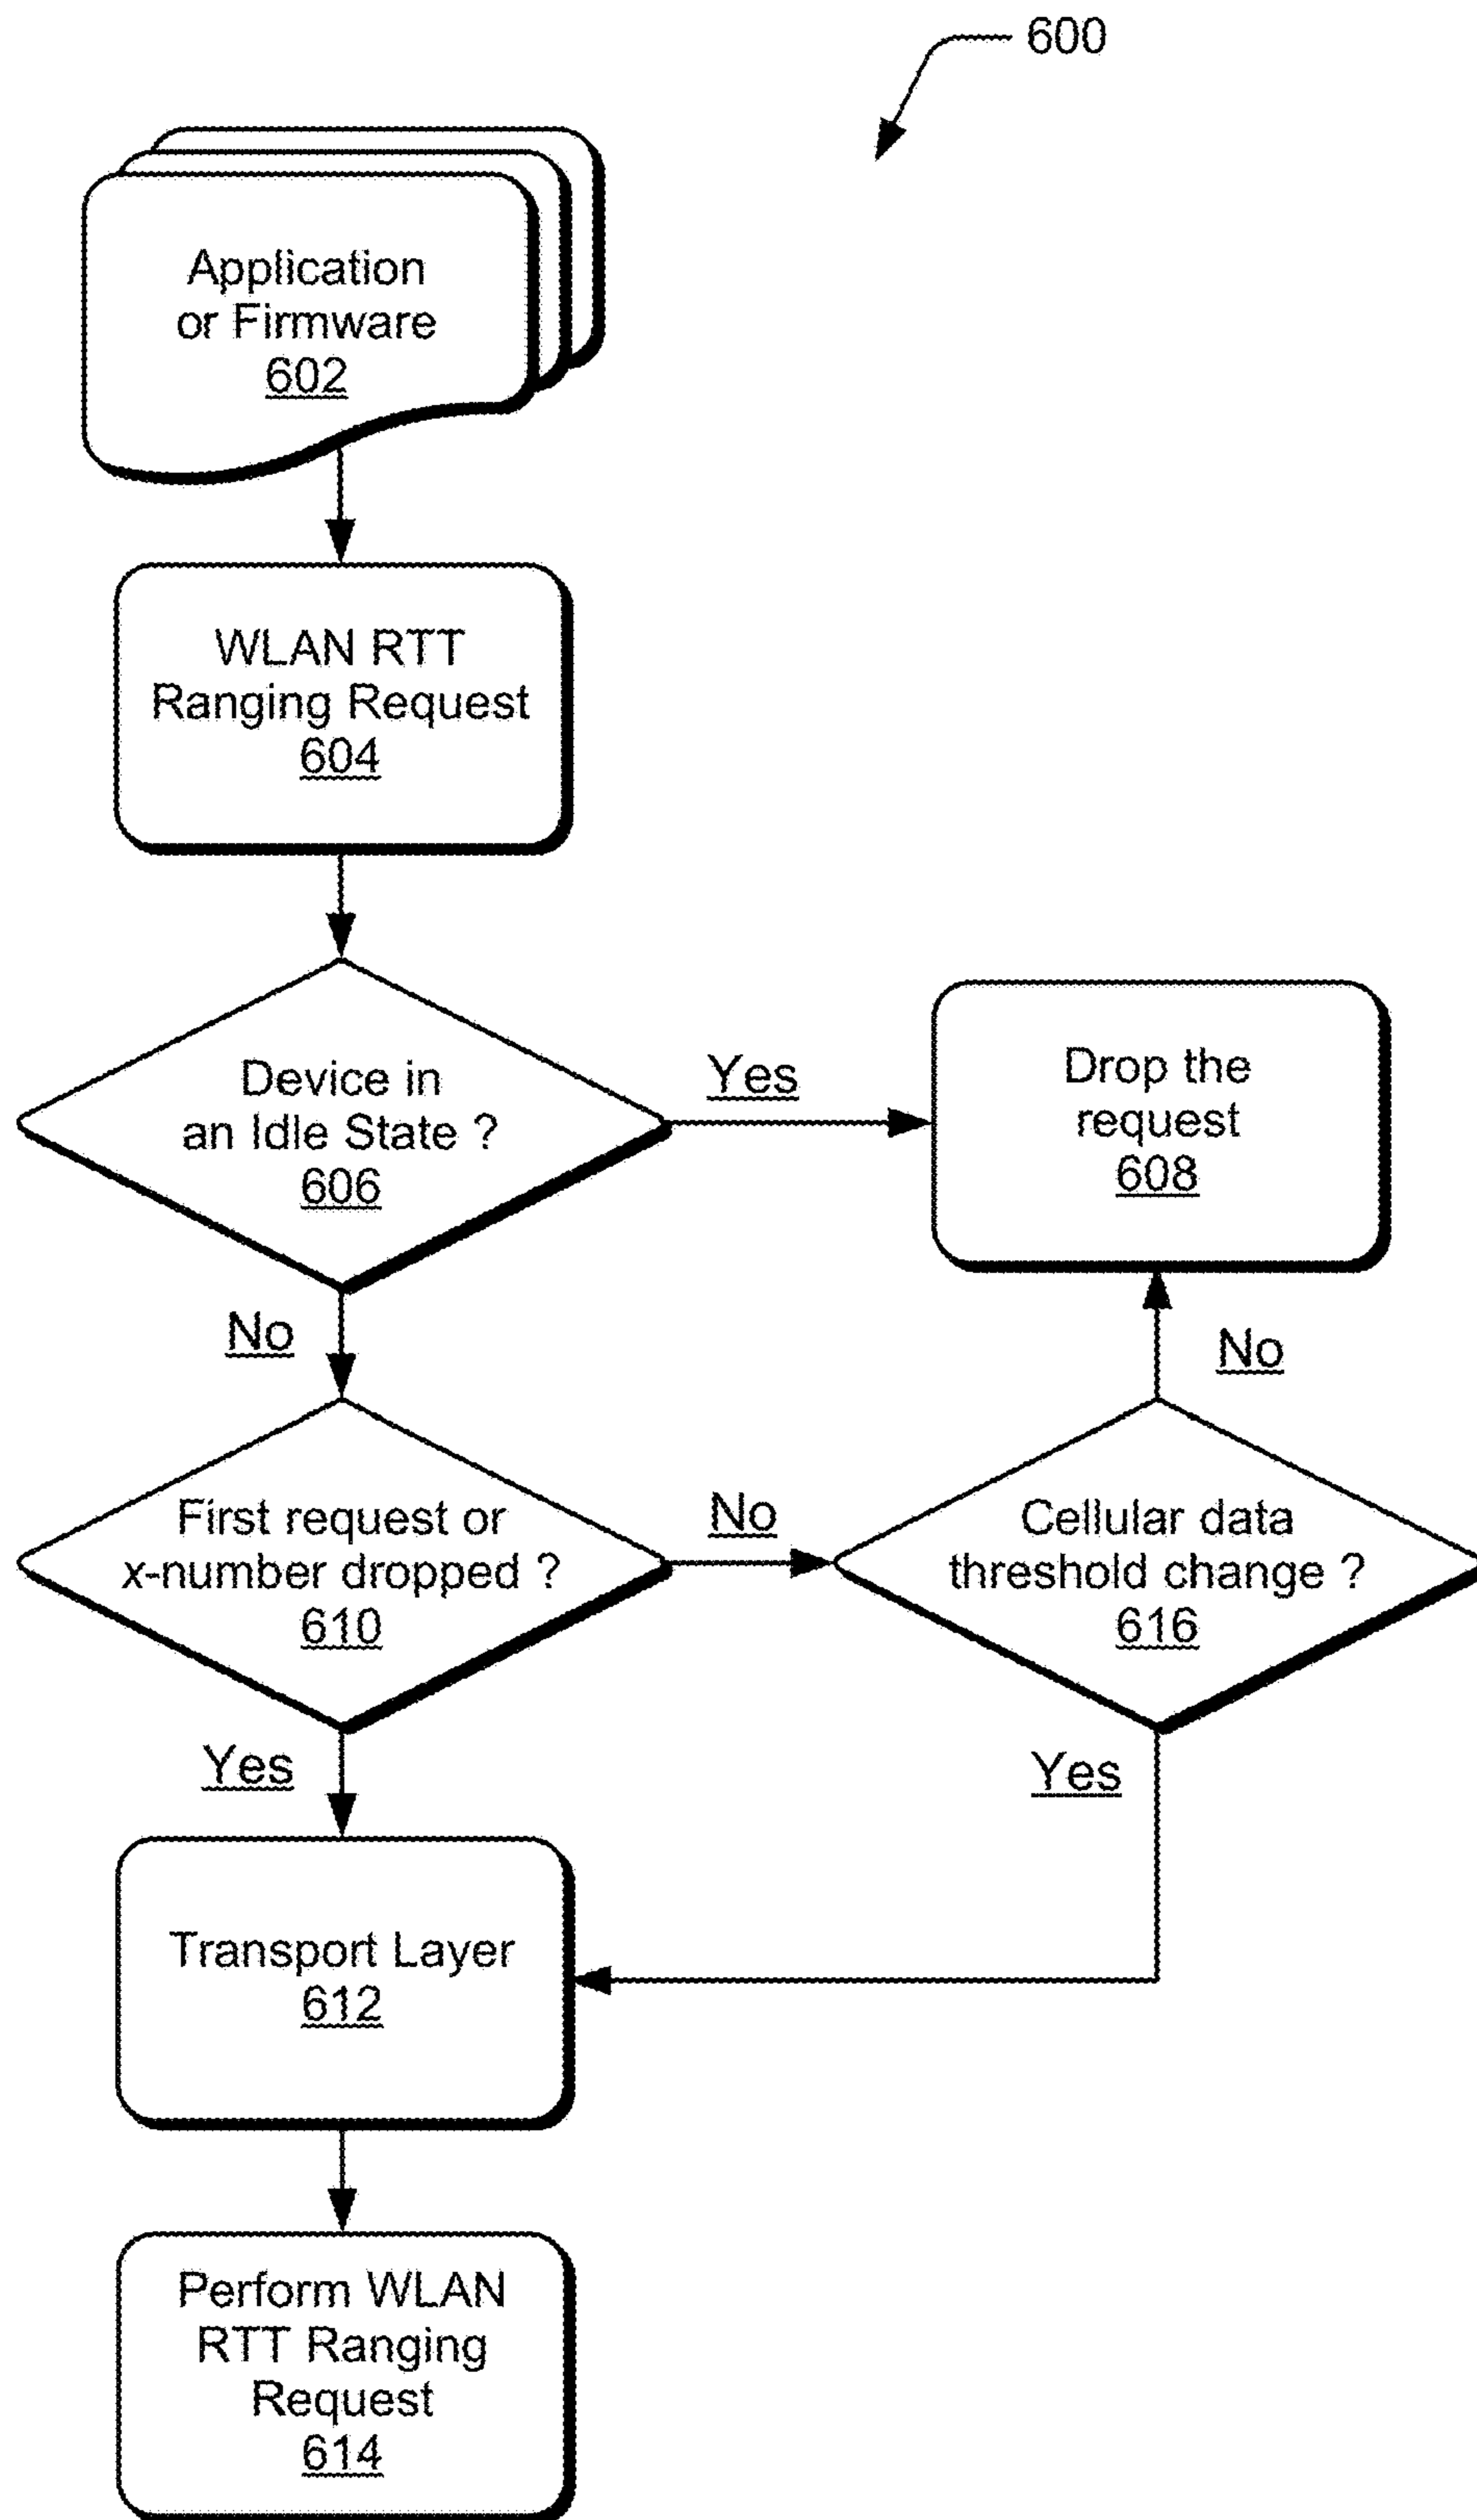 600
Application
or Firmware
602
WLAN RTT
Ranging Request
604
Device in
an Idle State ?
606
Yes
Drop the
request
608
No
No
First request or
x-number dropped ?
610
No
Cellular data
threshold change ?
616
Yes
Yes
Transport Layer
612
Perform WLAN
RTT Ranging
Request
614